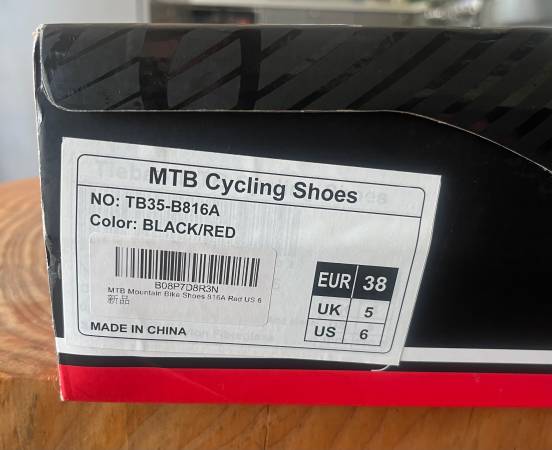 MTB Cycling Shoes
NO: TB35-B816A
Color: BLACK/RED
B08P7D8R3N
MTB Mountain Bike Shoes 816A Red US 6
新品
EUR 38
UK 5
US 6
MADE IN CHINA